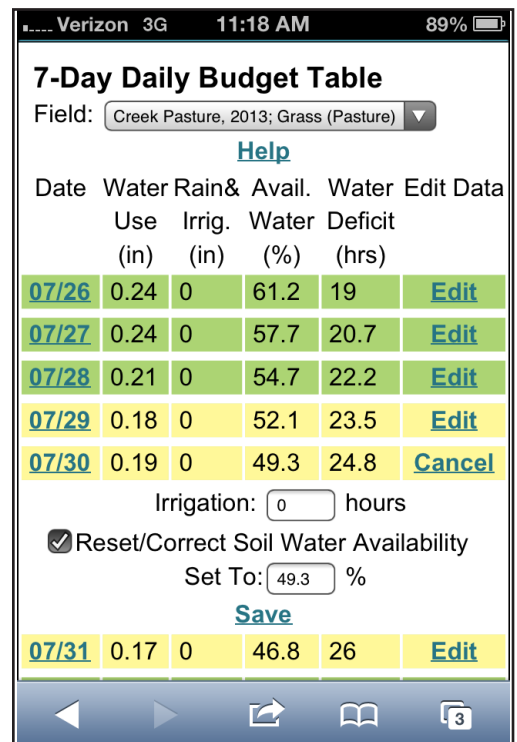 Verizon 3G 11:18 AM 89%
7-Day Daily Budget Table
Field: Creek Pasture, 2013; Grass (Pasture)
Help
Date Water Rain& Avail. Water Edit Data
Use Irrig. Water Deficit
(in) (in) (%) (hrs)
07/26 0.24 0 61.2 19 Edit
07/27 0.24 0 57.7 20.7 Edit
07/28 0.21 0 54.7 22.2 Edit
07/29 0.18 0 52.1 23.5 Edit
07/30 0.19 0 49.3 24.8 Cancel
Irrigation: 0 hours
Reset/Correct Soil Water Availability
Set To: 49.3 %
Save
07/31 0.17 0 46.8 26 Edit
3